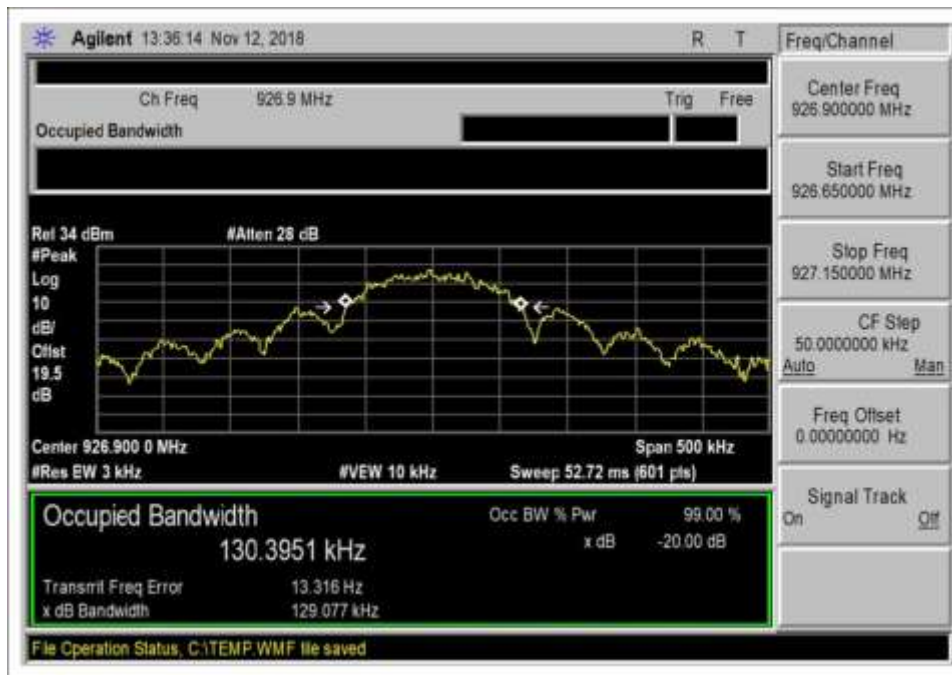 Agilent 13:36:14 Nov 12, 2018 R T
Freq/Channel
Ch Freq 926.9 MHz Trig Free
Occupied Bandwidth
Center Freq
926.900000 MHz
Start Freq
926.650000 MHz
Stop Freq
927.150000 MHz
CF Step
50.0000000 kHz
Auto Man
Freq Offset
0.00000000 Hz
Signal Track
On Off
Ref 34 dBm #Atten 28 dB
#Peak
Log
10
dB/
Offst
19.5
dB
Center 926.900 0 MHz Span 500 kHz
#Res BW 3 kHz #VBW 10 kHz Sweep 52.72 ms (601 pts)
Occupied Bandwidth Occ BW % Pwr 99.00 %
130.3951 kHz x dB -20.00 dB
Transmit Freq Error 13.316 Hz
x dB Bandwidth 129.077 kHz
File Operation Status, C:\TEMP.WMF file saved